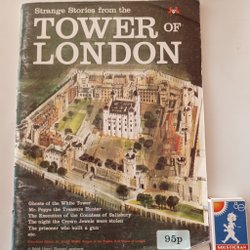 Strange Stories from the
TOWER OF
LONDON
Ghosts of the White Tower
Mr Pepys the Treasure Hunter
The Execution of the Countess of Salisbury
The night the Crown Jewels were stolen
The prisoner who built a gun
etc.
95p